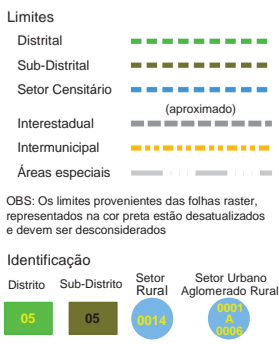 Limites
Distrital
Sub-Distrital
Setor Censitário
(aproximado)
Interestadual
Intermunicipal
Áreas especiais
OBS: Os limites provenientes das folhas raster,
representados na cor preta estão desatualizados
e devem ser desconsiderados
Identificação
Distrito
Sub-Distrito
Setor
Rural
Setor Urbano
Aglomerado Rural
05
05
0014
0001
A
0006